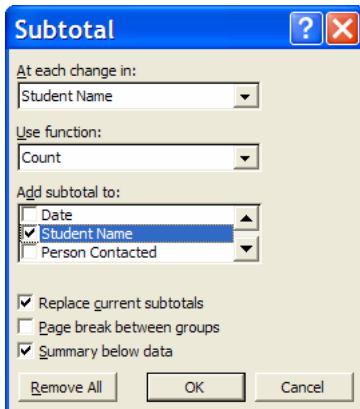 Subtotal
At each change in:
Student Name
Use function:
Count
Add subtotal to:
Date
Student Name
Person Contacted
Replace current subtotals
Page break between groups
Summary below data
Remove All OK Cancel